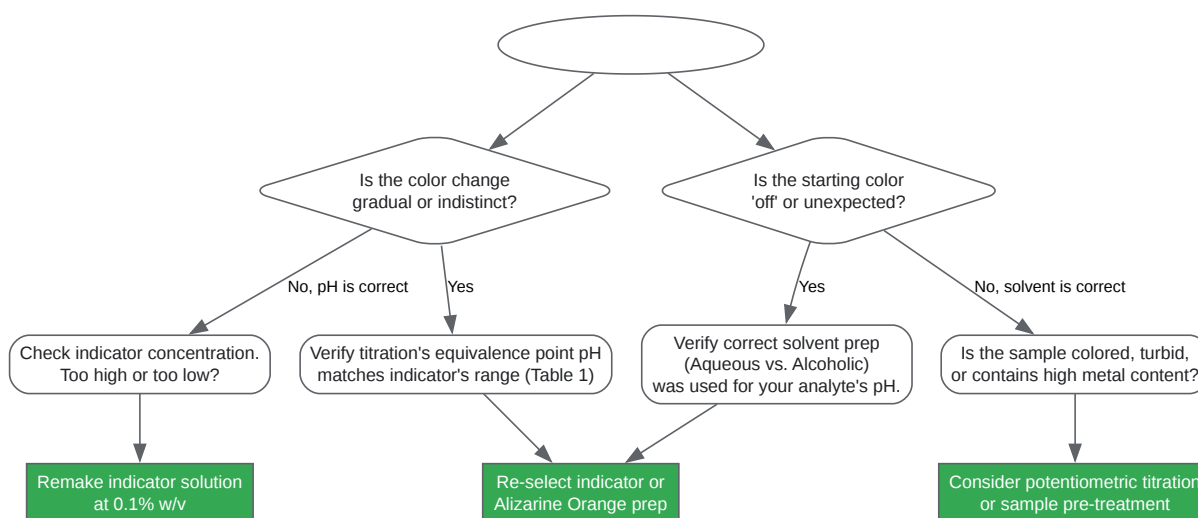 Is the color change
gradual or indistinct?
Is the starting color
'off' or unexpected?
No, pH is correct
Yes
Yes
No, solvent is correct
Check indicator concentration.
Too high or too low?
Verify titration's equivalence point pH
matches indicator's range (Table 1)
Verify correct solvent prep
(Aqueous vs. Alcoholic)
was used for your analyte's pH.
Is the sample colored, turbid,
or contains high metal content?
Remake indicator solution
at 0.1% w/v
Re-select indicator or
Alizarine Orange prep
Consider potentiometric titration
or sample pre-treatment